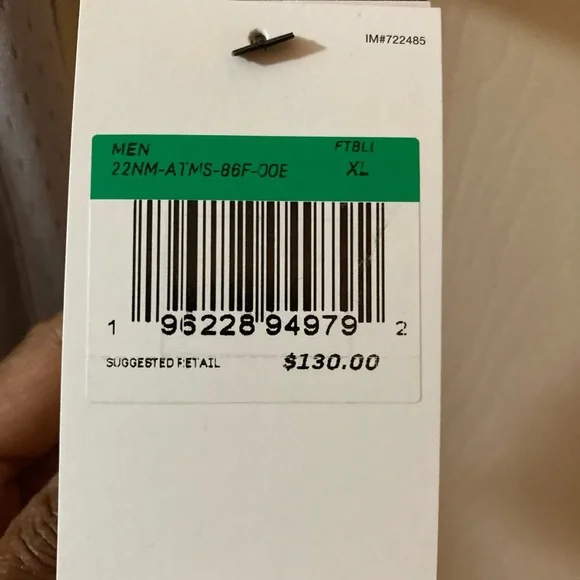 IM#722485
MEN FTBLL
22NM-ATMS-86F-00E XL
1 96228 94979 2
SUGGESTED RETAIL $130.00